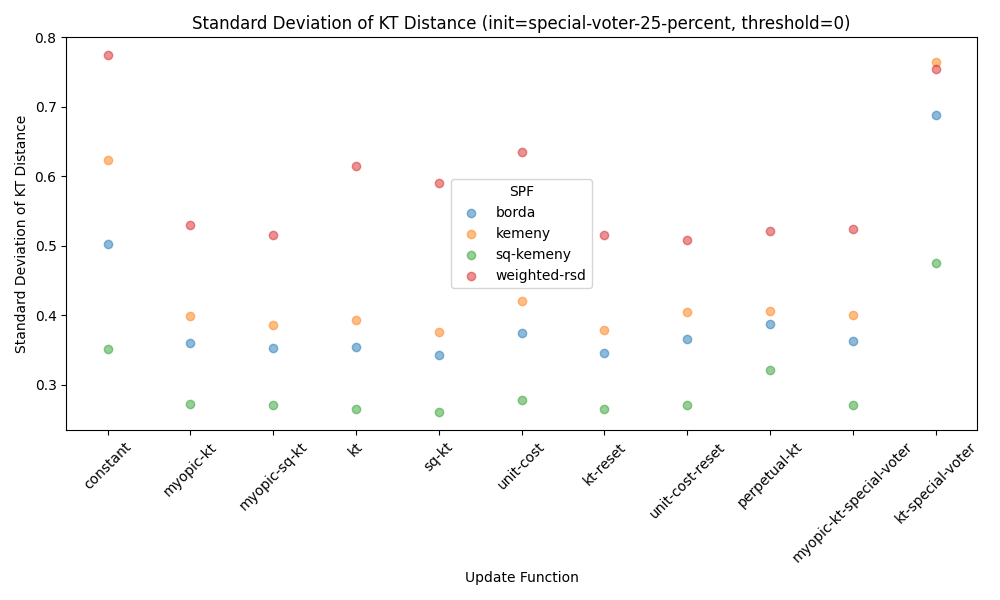 Standard Deviation of KT Distance (init=special-voter-25-percent, threshold=0)
Standard Deviation of KT Distance
0.8
0.7
0.6
0.5
0.4
0.3
SPF
borda
kemeny
sq-kemeny
weighted-rsd
constant
myopic-kt
myopic-sq-kt
kt
sq-kt
unit-cost
kt-reset
unit-cost-reset
perpetual-kt
myopic-kt-special-voter
kt-special-voter
Update Function